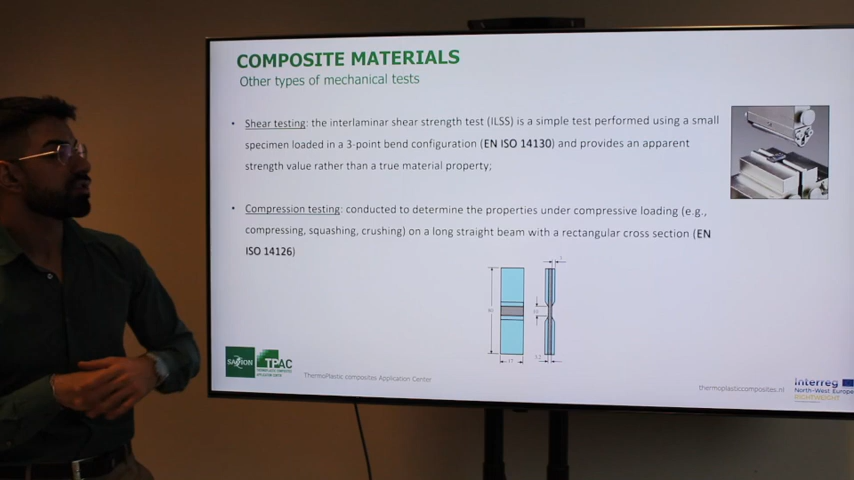 COMPOSITE MATERIALS
Other types of mechanical tests
• Shear testing: the interlaminar shear strength test (ILSS) is a simple test performed using a small
specimen loaded in a 3-point bend configuration (EN ISO 14130) and provides an apparent
strength value rather than a true material property;
• Compression testing: conducted to determine the properties under compressive loading (e.g.,
compressing, squashing, crushing) on a long straight beam with a rectangular cross section (EN
ISO 14126)
SAXION
TPAC
ThermoPlastic composites Application Center
thermoplasticcomposites.nl
Interreg
North-West Europe
RIGHTWEIGHT